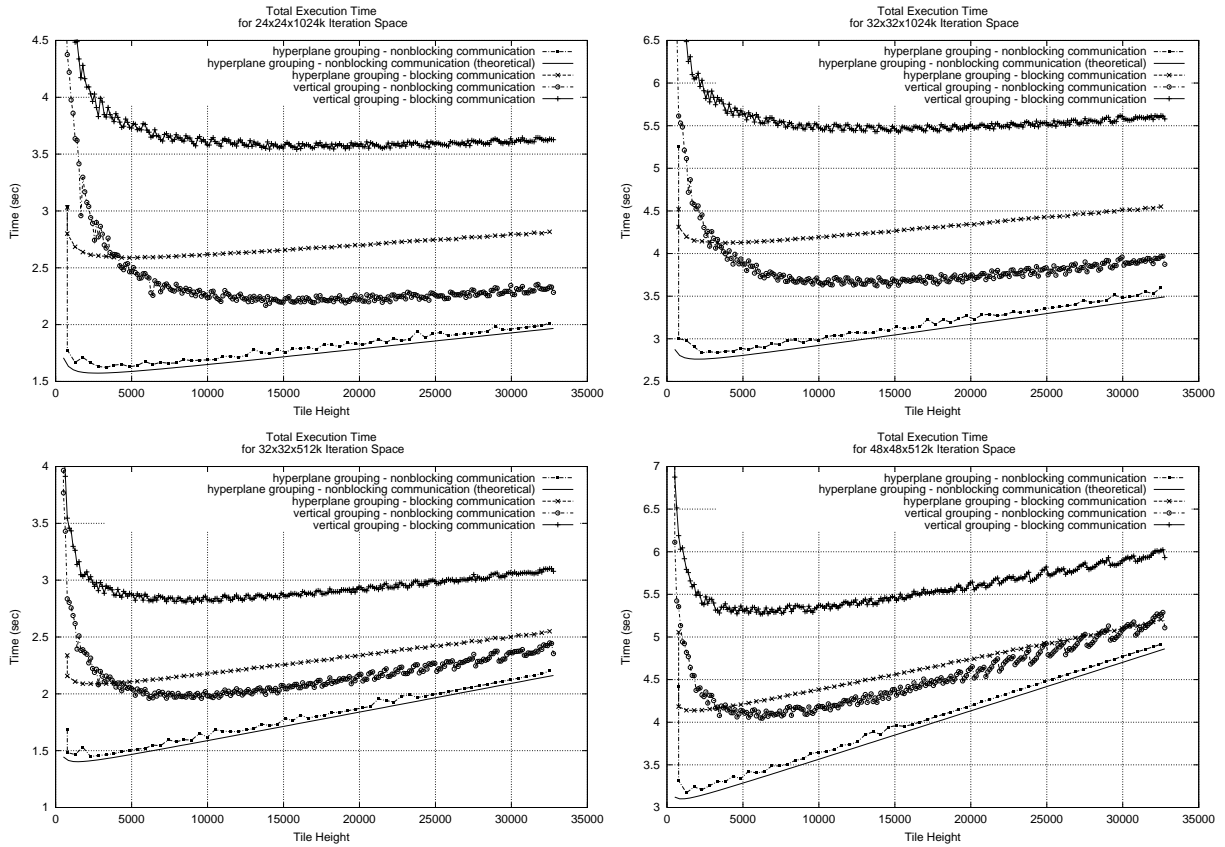 Total Execution Time
for 24x24x1024k Iteration Space
4.5
4
3.5
3
2.5
2
1.5
Time (sec)
hyperplane grouping - nonblocking communication
hyperplane grouping - nonblocking communication (theoretical)
hyperplane grouping - blocking communication
vertical grouping - nonblocking communication
vertical grouping - blocking communication
0 5000 10000 15000 20000 25000 30000 35000
Tile Height
Total Execution Time
for 32x32x1024k Iteration Space
6.5
6
5.5
5
4.5
4
3.5
3
2.5
Time (sec)
hyperplane grouping - nonblocking communication
hyperplane grouping - nonblocking communication (theoretical)
hyperplane grouping - blocking communication
vertical grouping - nonblocking communication
vertical grouping - blocking communication
0 5000 10000 15000 20000 25000 30000 35000
Tile Height
Total Execution Time
for 32x32x512k Iteration Space
4
3.5
3
2.5
2
1.5
1
Time (sec)
hyperplane grouping - nonblocking communication
hyperplane grouping - nonblocking communication (theoretical)
hyperplane grouping - blocking communication
vertical grouping - nonblocking communication
vertical grouping - blocking communication
0 5000 10000 15000 20000 25000 30000 35000
Tile Height
Total Execution Time
for 48x48x512k Iteration Space
7
6.5
6
5.5
5
4.5
4
3.5
3
Time (sec)
hyperplane grouping - nonblocking communication
hyperplane grouping - nonblocking communication (theoretical)
hyperplane grouping - blocking communication
vertical grouping - nonblocking communication
vertical grouping - blocking communication
0 5000 10000 15000 20000 25000 30000 35000
Tile Height